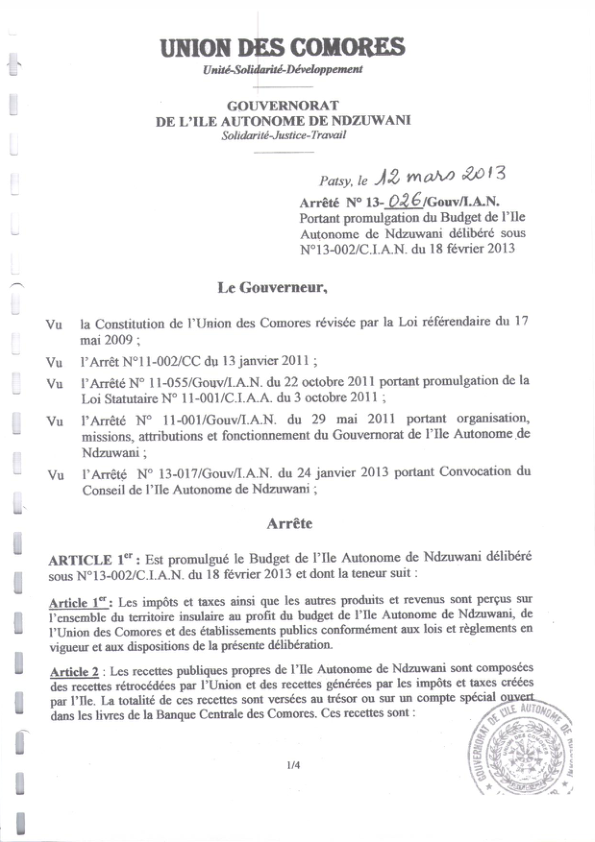 UNION DES COMORES
Unité-Solidarité-Développement
GOUVERNORAT
DE L'ILE AUTONOME DE NDZUWANI
Solidarité-Justice-Travail
Patsy, le 12 mars 2013
Arrêté N° 13-026/Gouv/I.A.N.
Portant promulgation du Budget de l'Ile
Autonome de Ndzuwani délibéré sous
N°13-002/C.I.A.N. du 18 février 2013
Le Gouverneur,
Vu la Constitution de l'Union des Comores révisée par la Loi référendaire du 17
mai 2009 ;
Vu l'Arrêt N°11-002/CC du 13 janvier 2011 ;
Vu l'Arrêté N° 11-055/Gouv/I.A.N. du 22 octobre 2011 portant promulgation de la
Loi Statutaire N° 11-001/C.I.A.A. du 3 octobre 2011 ;
Vu l'Arrêté N° 11-001/Gouv/I.A.N. du 29 mai 2011 portant organisation,
missions, attributions et fonctionnement du Gouvernorat de l'Ile Autonome de
Ndzuwani ;
Vu l'Arrêté N° 13-017/Gouv/I.A.N. du 24 janvier 2013 portant Convocation du
Conseil de l'Ile Autonome de Ndzuwani ;
Arrête
ARTICLE 1er : Est promulgué le Budget de l'Ile Autonome de Ndzuwani délibéré
sous N°13-002/C.I.A.N. du 18 février 2013 et dont la teneur suit :
Article 1er : Les impôts et taxes ainsi que les autres produits et revenus sont perçus sur
l'ensemble du territoire insulaire au profit du budget de l'Ile Autonome de Ndzuwani, de
l'Union des Comores et des établissements publics conformément aux lois et règlements en
vigueur et aux dispositions de la présente délibération.
Article 2 : Les recettes publiques propres de l'Ile Autonome de Ndzuwani sont composées
des recettes rétrocédées par l'Union et des recettes générées par les impôts et taxes créées
par l'Ile. La totalité de ces recettes sont versées au trésor ou sur un compte spécial ouvert
dans les livres de la Banque Centrale des Comores. Ces recettes sont :
GOUVERNORAT DE L'ILE AUTONOME DE
1/4